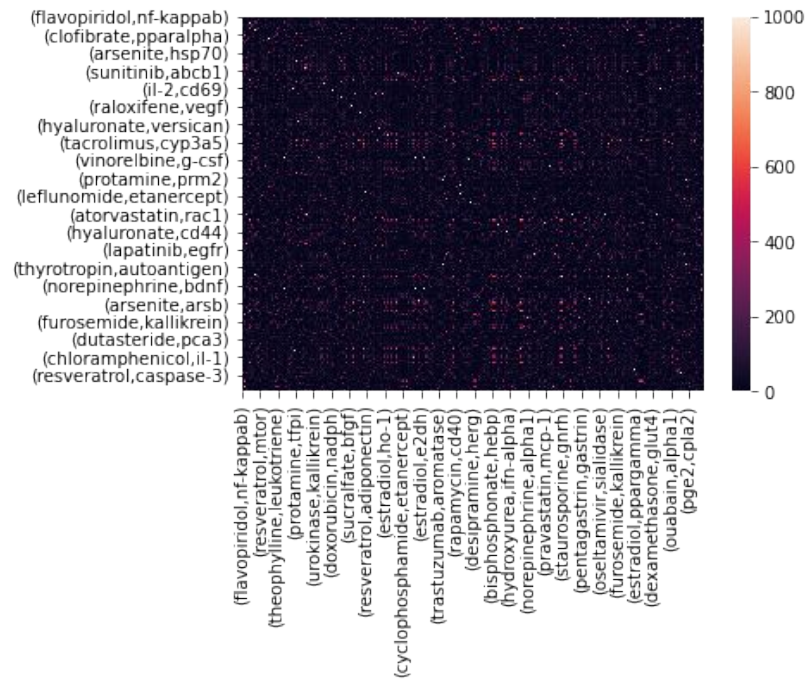 (flavopiridol,nf-kappab)
(clofibrate,pparalpha)
(arsenite,hsp70)
(sunitinib,abcb1)
(il-2,cd69)
(raloxifene,vegf)
(hyaluronate,versican)
(tacrolimus,cyp3a5)
(vinorelbine,g-csf)
(protamine,prm2)
(leflunomide,etanercept)
(atorvastatin,rac1)
(hyaluronate,cd44)
(lapatinib,egfr)
(thyrotropin,autoantigen)
(norepinephrine,bdnf)
(arsenite,arsb)
(furosemide,kallikrein)
(dutasteride,pca3)
(chloramphenicol,il-1)
(resveratrol,caspase-3)
1000
800
600
400
200
0
(flavopiridol,nf-kappab)
(resveratrol,mtor)
(theophylline,leukotriene)
(protamine,tfpi)
(urokinase,kallikrein)
(doxorubicin,nadph)
(sucralfate,bfgf)
(resveratrol,adiponectin)
(estradiol,ho-1)
(cyclophosphamide,etanercept)
(estradiol,e2dh)
(trastuzumab,aromatase)
(rapamycin,cd40)
(desipramine,herg)
(bisphosphonate,hebp)
(hydroxyurea,ifn-alpha)
(norepinephrine,alpha1)
(pravastatin,mcp-1)
(staurosporine,gnrh)
(pentagastrin,gastrin)
(oseltamivir,sialidase)
(furosemide,kallikrein)
(estradiol,ppargamma)
(dexamethasone,glut4)
(ouabain,alpha1)
(pge2,cpla2)